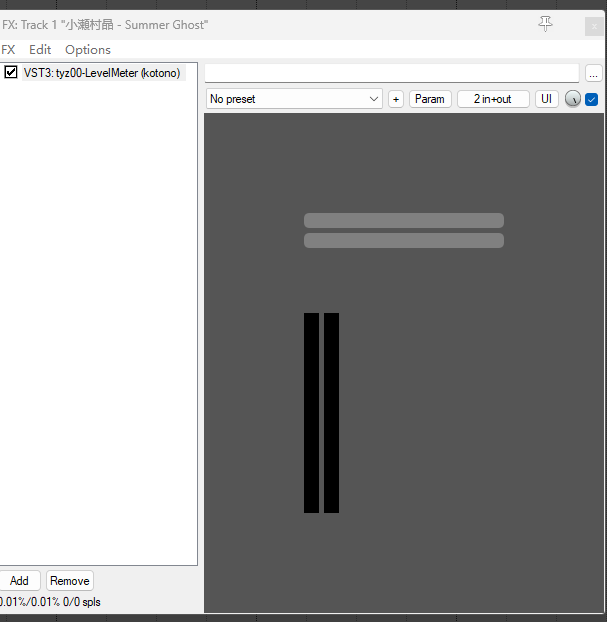 FX: Track 1 "小瀬村晶 - Summer Ghost"
FX Edit Options
VST3: tyz00-LevelMeter (kotono)
...
No preset
+
Param
2 in+out
UI
Add
Remove
0.01%/0.01% 0/0 spls